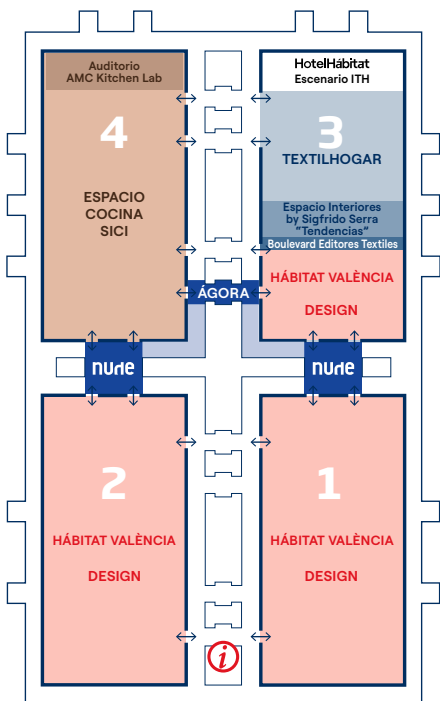 Auditorio
AMC Kitchen Lab
4
ESPACIO
COCINA
SICI
HotelHábitat
Escenario ITH
3
TEXTILHOGAR
Espacio Interiores
by Sigfrido Serra
"Tendencias"
Boulevard Editores Textiles
HÁBITAT VALÈNCIA
DESIGN
ÁGORA
nude
nude
2
HÁBITAT VALÈNCIA
DESIGN
1
HÁBITAT VALÈNCIA
DESIGN
i